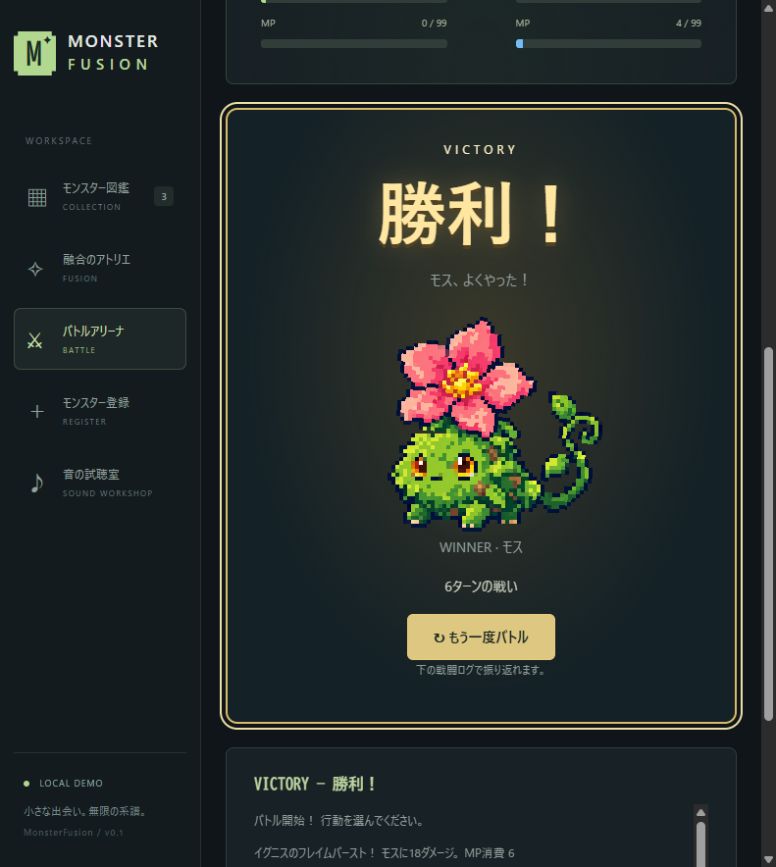 MONSTER
FUSION
WORKSPACE
モンスター図鑑
COLLECTION
3
融合のアトリエ
FUSION
バトルアリーナ
BATTLE
モンスター登録
REGISTER
音の試聴室
SOUND WORKSHOP
LOCAL DEMO
小さな出会い。無限の系譜。
MonsterFusion / v0.1
MP 0 / 99 MP 4 / 99
VICTORY
勝利！
モス、よくやった！
WINNER · モス
6ターンの戦い
↻ もう一度バトル
下の戦闘ログで振り返れます。
VICTORY — 勝利！
バトル開始！ 行動を選んでください。
イグニスのフレイムバースト！ モスに18ダメージ。 MP消費 6